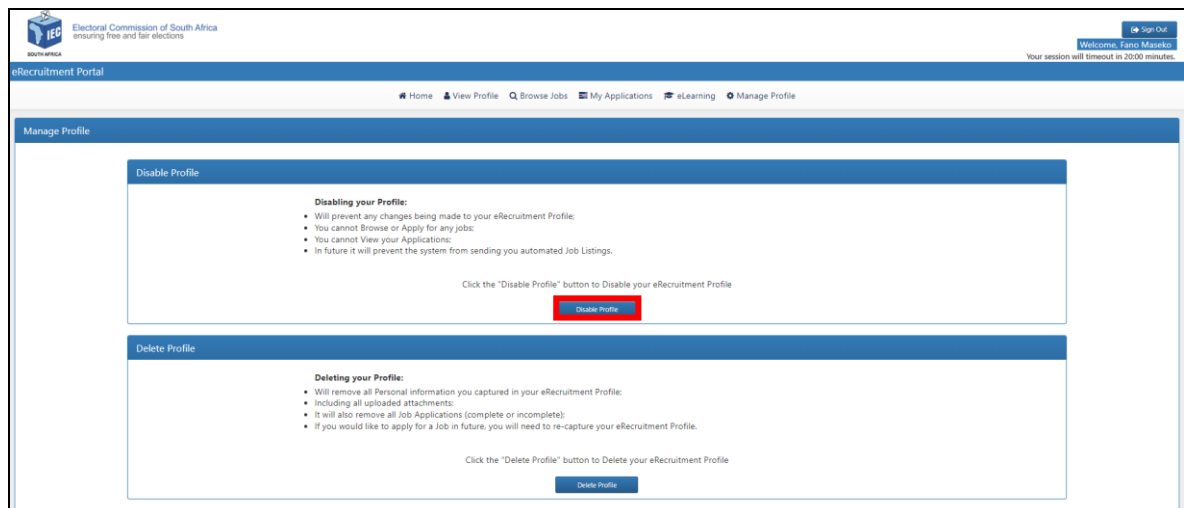 IEC
SOUTH AFRICA
Electoral Commission of South Africa
ensuring free and fair elections
Sign Out
Welcome, Fano Maseko
Your session will timeout in 20:00 minutes.
eRecruitment Portal
Home View Profile Browse Jobs My Applications eLearning Manage Profile
Manage Profile
Disable Profile
Disabling your Profile:
• Will prevent any changes being made to your eRecruitment Profile;
• You cannot Browse or Apply for any jobs;
• You cannot View your Applications;
• In future it will prevent the system from sending you automated Job Listings.
Click the "Disable Profile" button to Disable your eRecruitment Profile
Disable Profile
Delete Profile
Deleting your Profile:
• Will remove all Personal information you captured in your eRecruitment Profile;
• Including all uploaded attachments;
• It will also remove all Job Applications (complete or incomplete);
• If you would like to apply for a Job in future, you will need to re-capture your eRecruitment Profile.
Click the "Delete Profile" button to Delete your eRecruitment Profile
Delete Profile